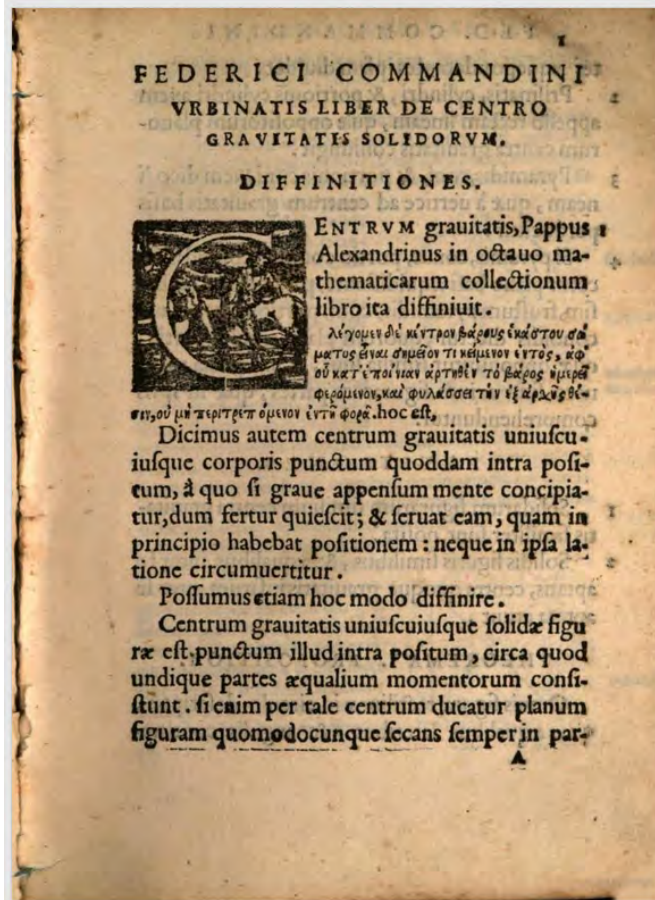 1
FEDERICI COMMANDINI
VRBINATIS LIBER DE CENTRO
GRAVITATIS SOLIDORVM.
DIFFINITIONES.
CENTRVM grauitatis, Pappus 1
Alexandrinus in octauo ma-
thematicarum collectionum
libro ita diffiniuit.
λέγομεν δὲ κέντρον βάρους ἑκάστου σώ
ματος εἶναι σημεῖόν τι κείμενον ἐντός, ἀφ'
οὗ κατ' ἐπίνοιαν ἀρτηθὲν τὸ βάρος ἠρεμεῖ
φερόμενον, καὶ φυλάσσει τὴν ἐξ ἀρχῆς θέ-
σιν, οὐ μὴ περιτρεπόμενον ἐν τῇ φορᾷ. hoc est,
Dicimus autem centrum grauitatis uniuſcu-
iuſque corporis punctum quoddam intra poſi-
tum, à quo ſi graue appenſum mente concipia-
tur, dum fertur quieſcit; & ſeruat eam, quam in
principio habebat poſitionem: neque in ipſa la-
tione circumuertitur.
Poſſumus etiam hoc modo diffinire.
Centrum grauitatis uniuſcuiuſque ſolidæ figu
ræ est punctum illud intra poſitum, circa quod
undique partes æqualium momentorum conſi-
ſtunt. ſi enim per tale centrum ducatur planum
figuram quomodocunque ſecans ſemper in par-
A